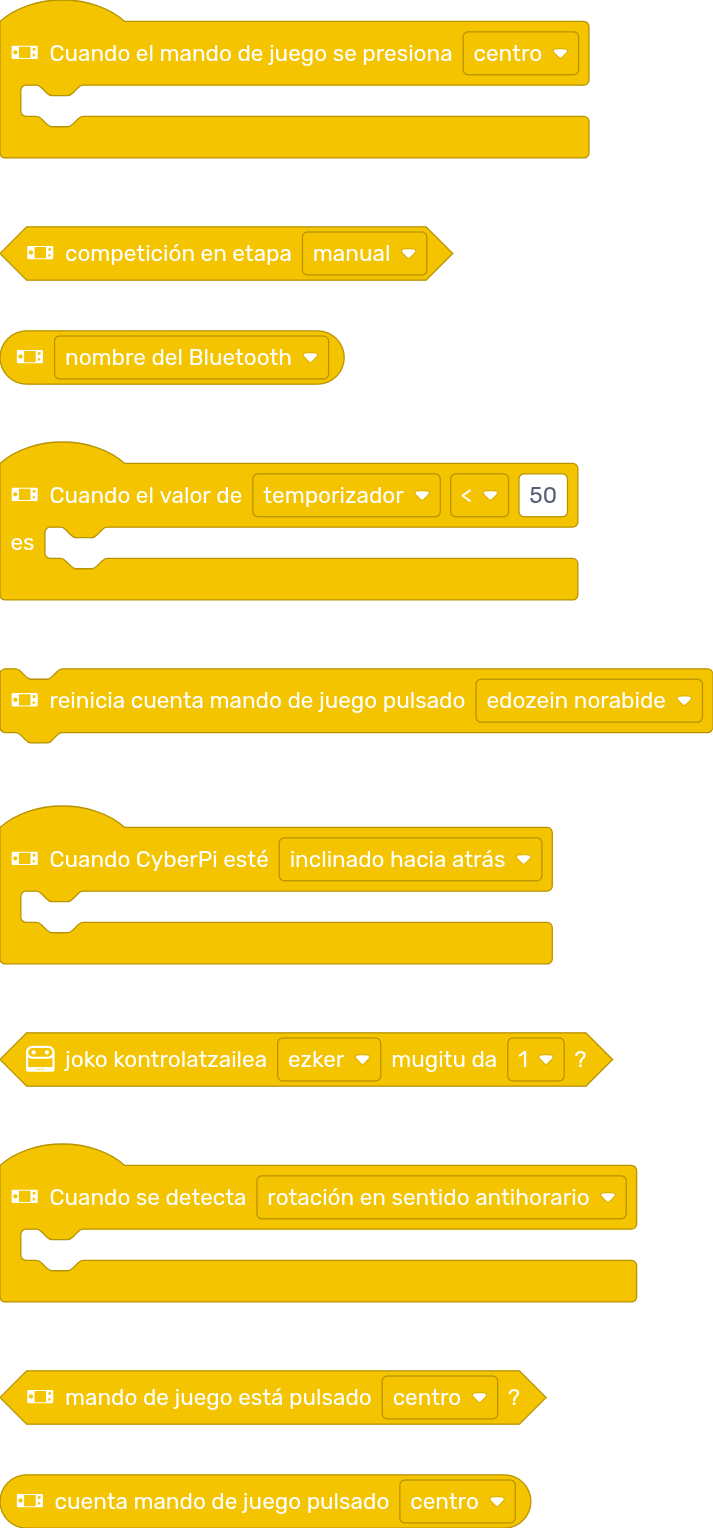 Cuando el mando de juego se presiona centro
competición en etapa manual
nombre del Bluetooth
Cuando el valor de temporizador < 50
es
reinicia cuenta mando de juego pulsado edozein norabide
Cuando CyberPi esté inclinado hacia atrás
joko kontrolatzailea ezker mugitu da 1 ?
Cuando se detecta rotación en sentido antihorario
mando de juego está pulsado centro ?
cuenta mando de juego pulsado centro